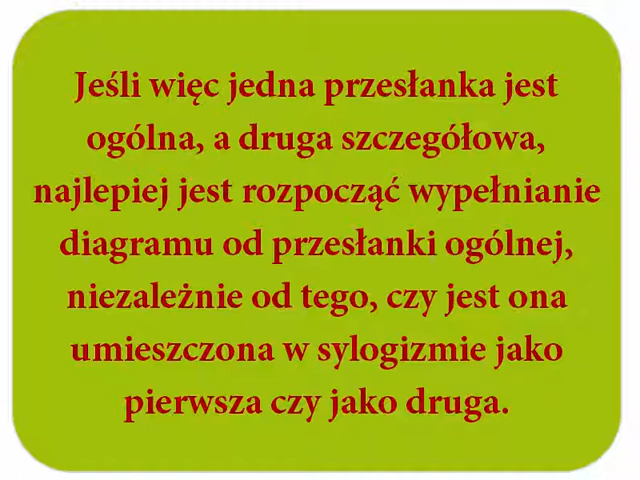 Jeśli więc jedna przesłanka jest
ogólna, a druga szczegółowa,
najlepiej jest rozpocząć wypełnianie
diagramu od przesłanki ogólnej,
niezależnie od tego, czy jest ona
umieszczona w sylogizmie jako
pierwsza czy jako druga.